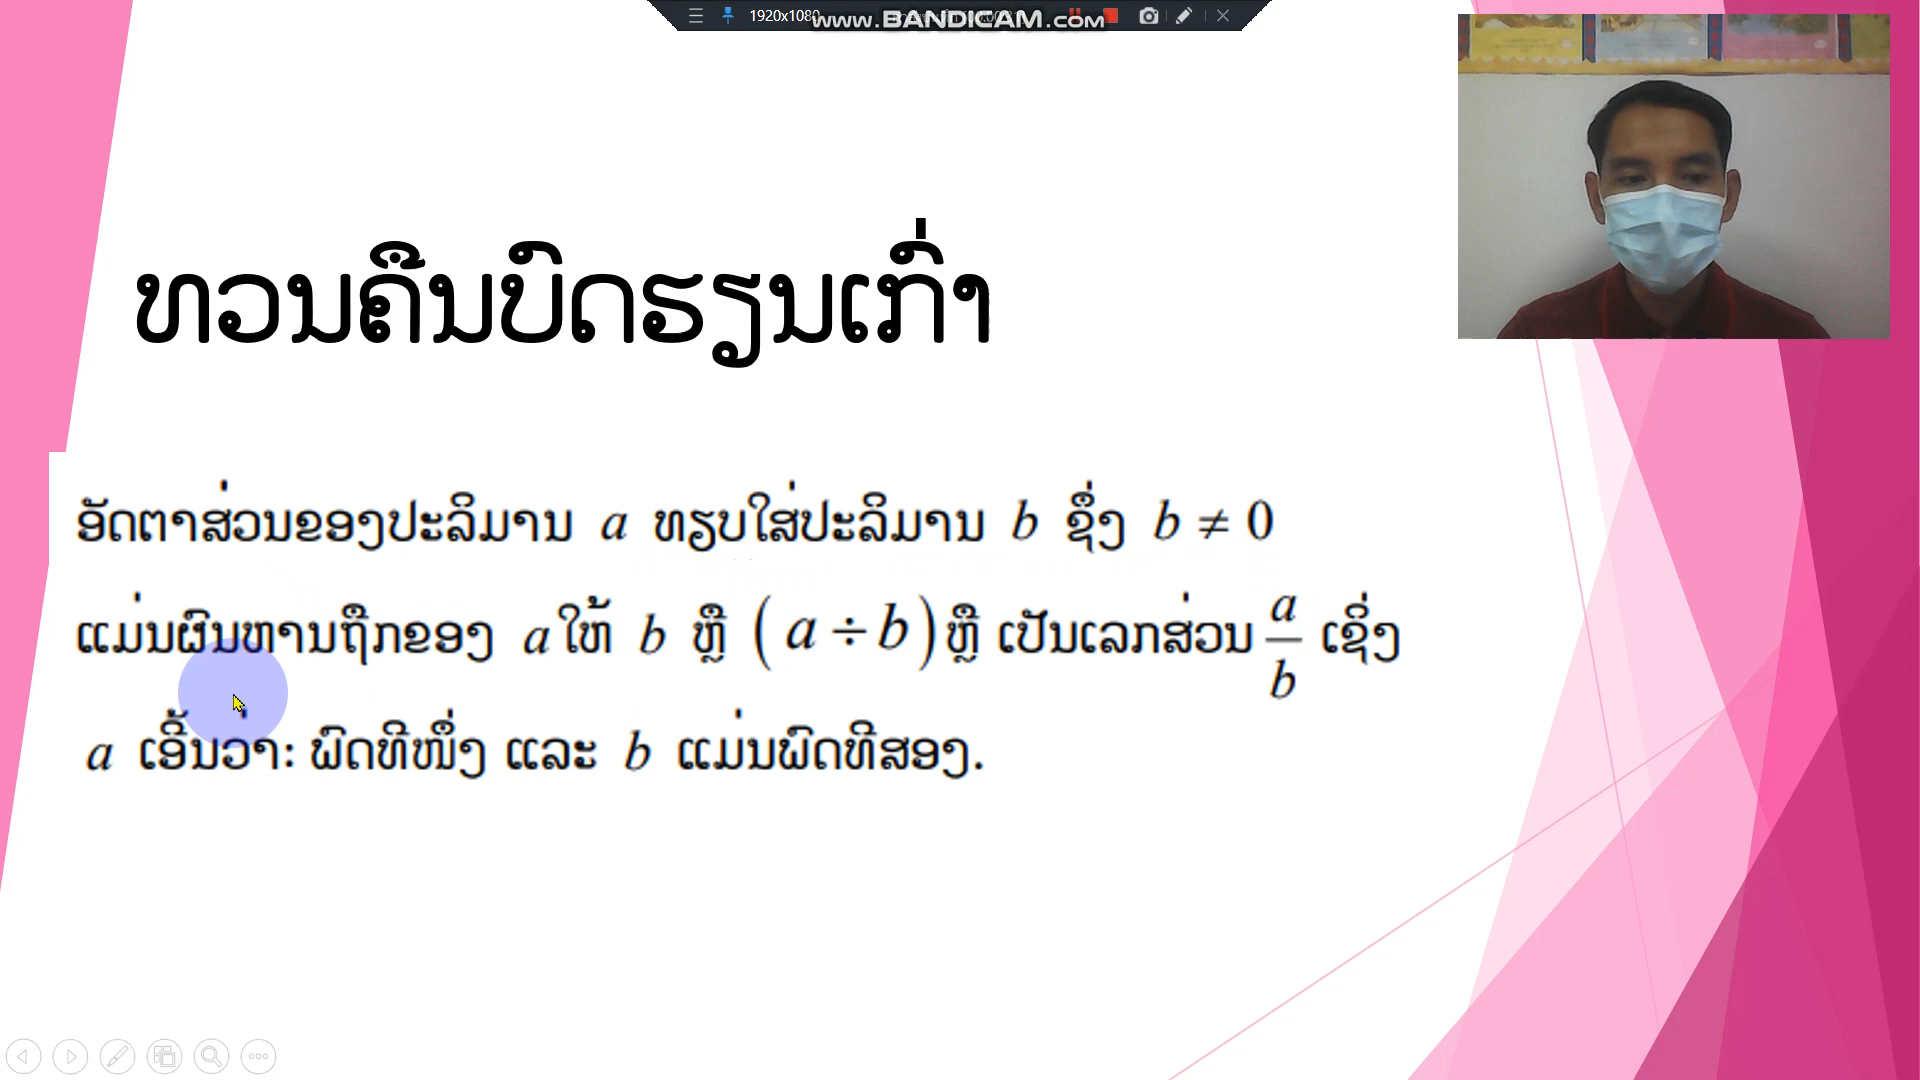 1920x1080
www.BANDICAM.com
ທວນຄືນບົດຮຽນເກົ່າ
ອັດຕາສ່ວນຂອງປະລິມານ a ທຽບໃສ່ປະລິມານ b ຊຶ່ງ b ≠ 0
ແມ່ນຜົນຫານຖືກຂອງ a ໃຫ້ b ຫຼື (a ÷ b) ຫຼື ເປັນເລກສ່ວນ a/b ເຊິ່ງ
a ເອີ້ນວ່າ: ພົດທີໜຶ່ງ ແລະ b ແມ່ນພົດທີສອງ.